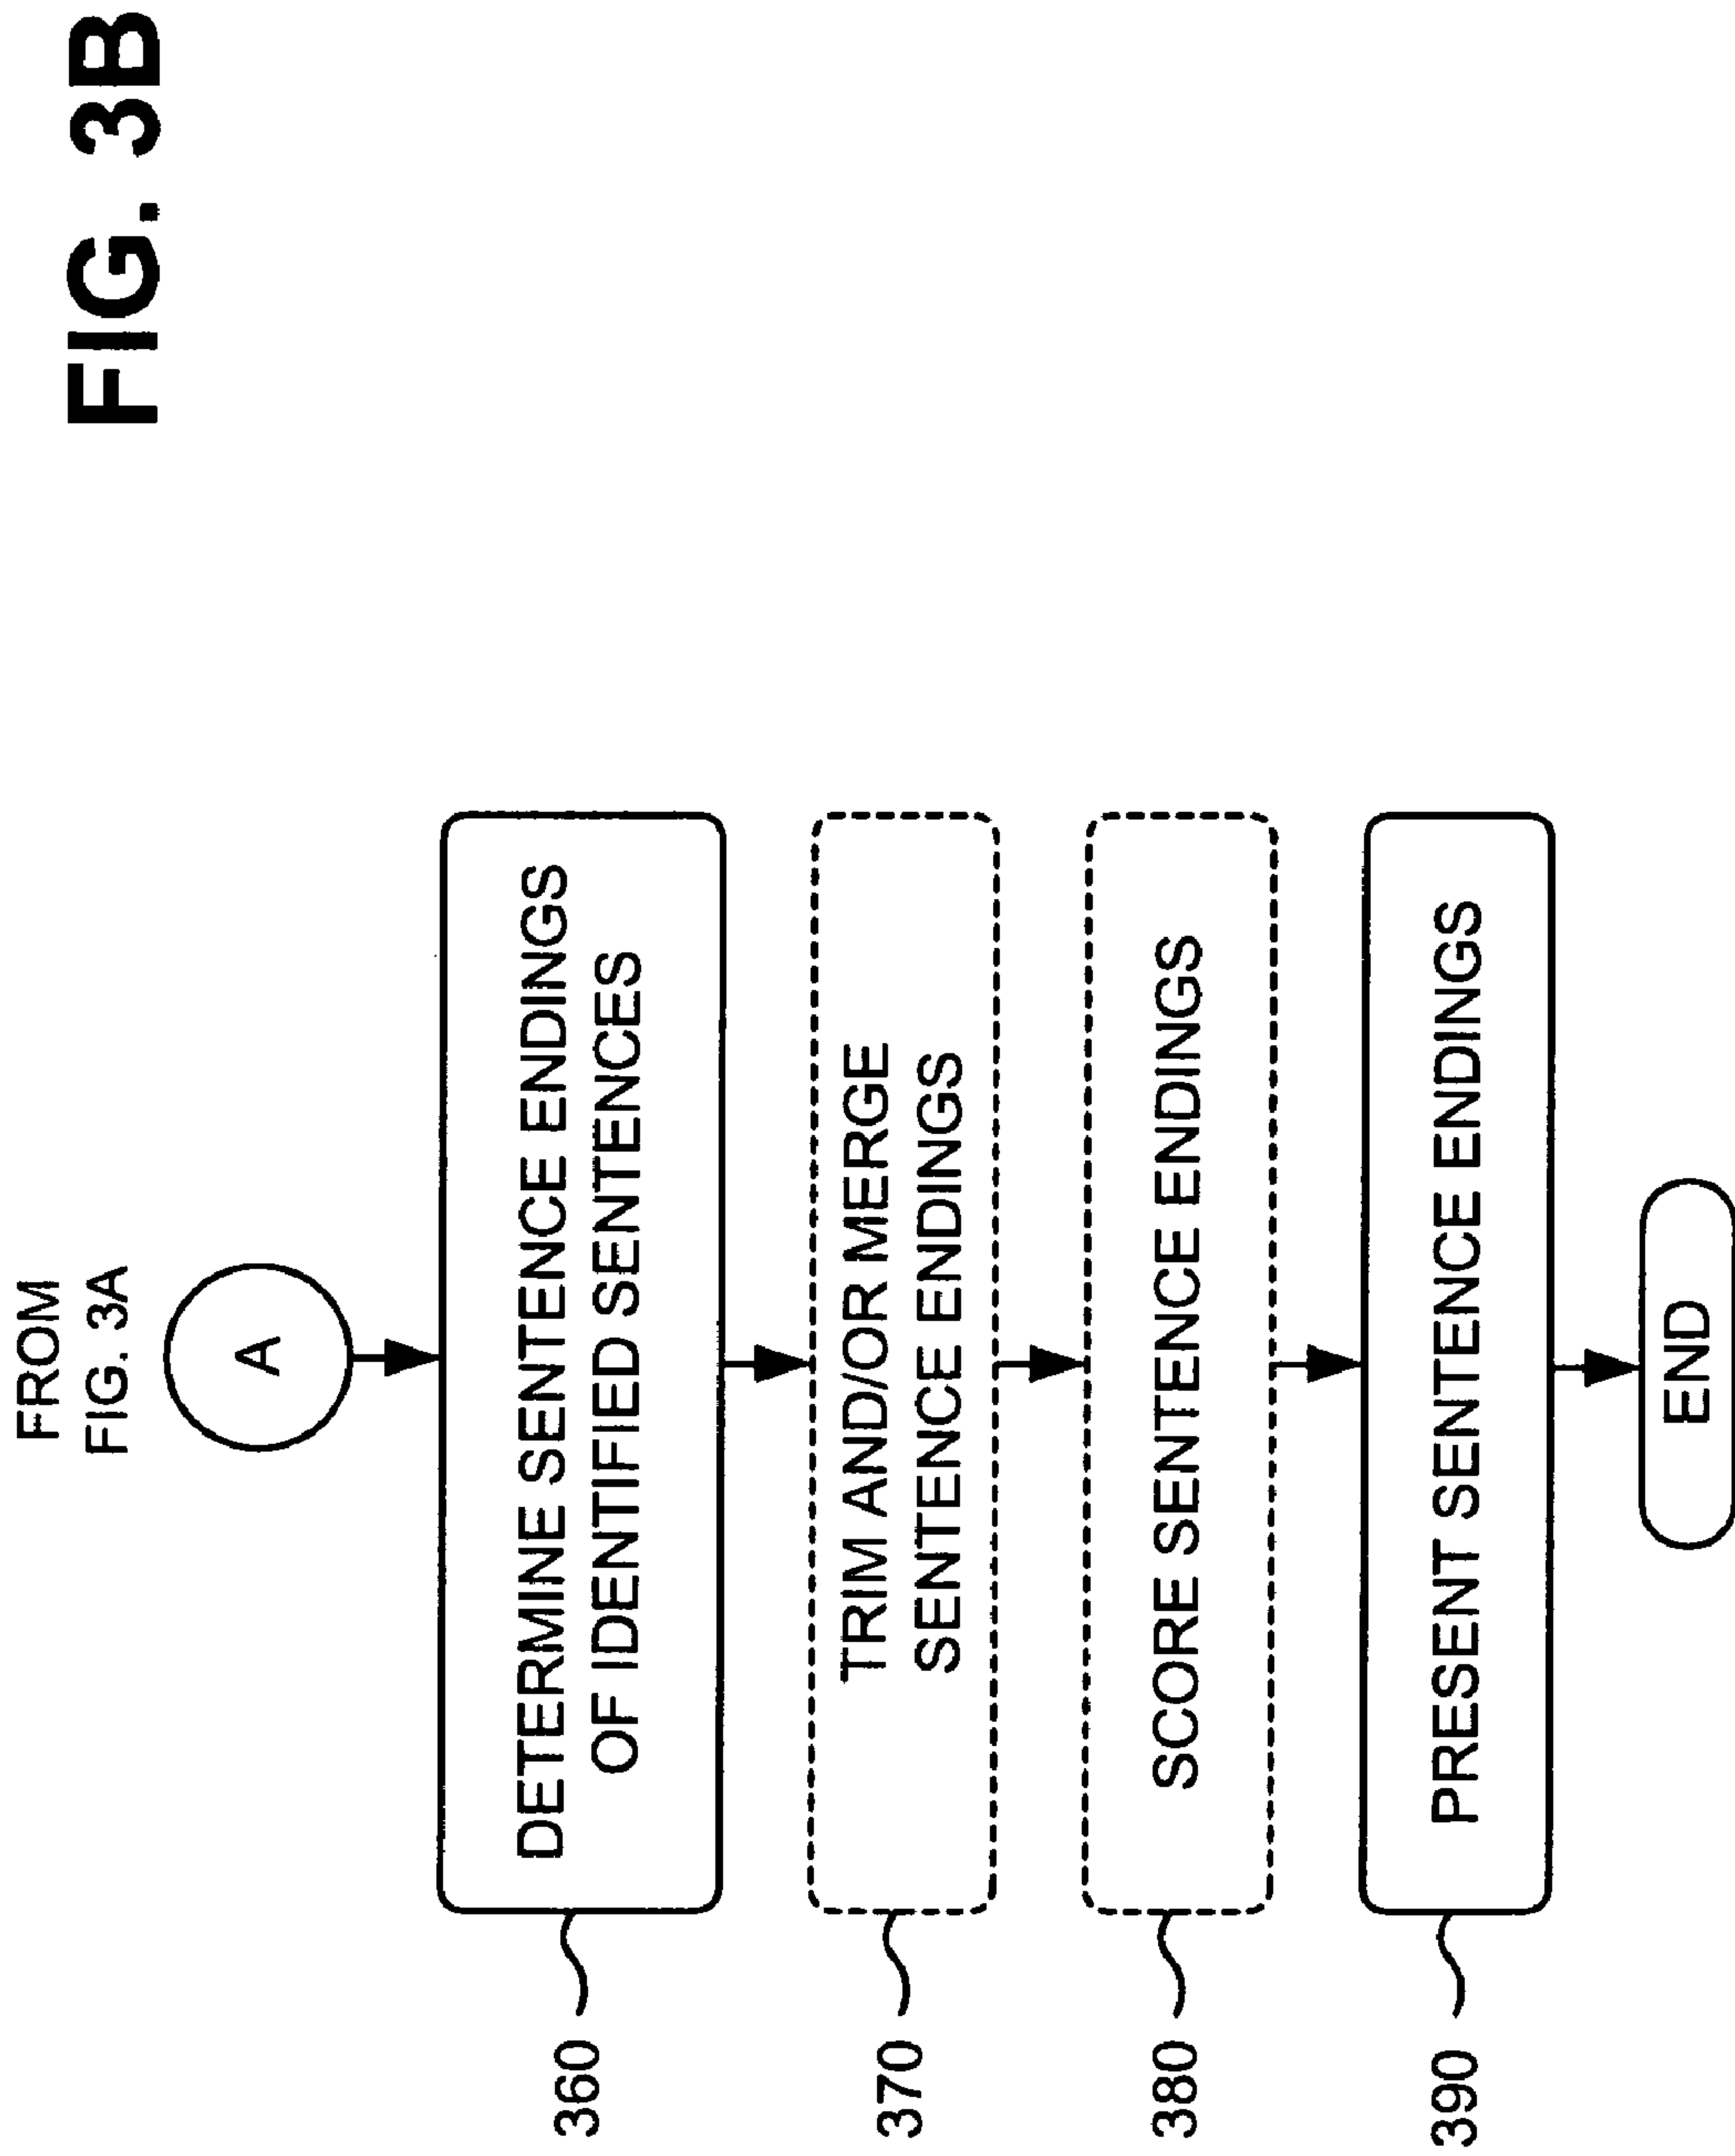 FIG. 3B
FROM
FIG. 3A
A
360
DETERMINE SENTENCE ENDINGS
OF IDENTIFIED SENTENCES
370
TRIM AND/OR MERGE
SENTENCE ENDINGS
380
SCORE SENTENCE ENDINGS
390
PRESENT SENTENCE ENDINGS
END